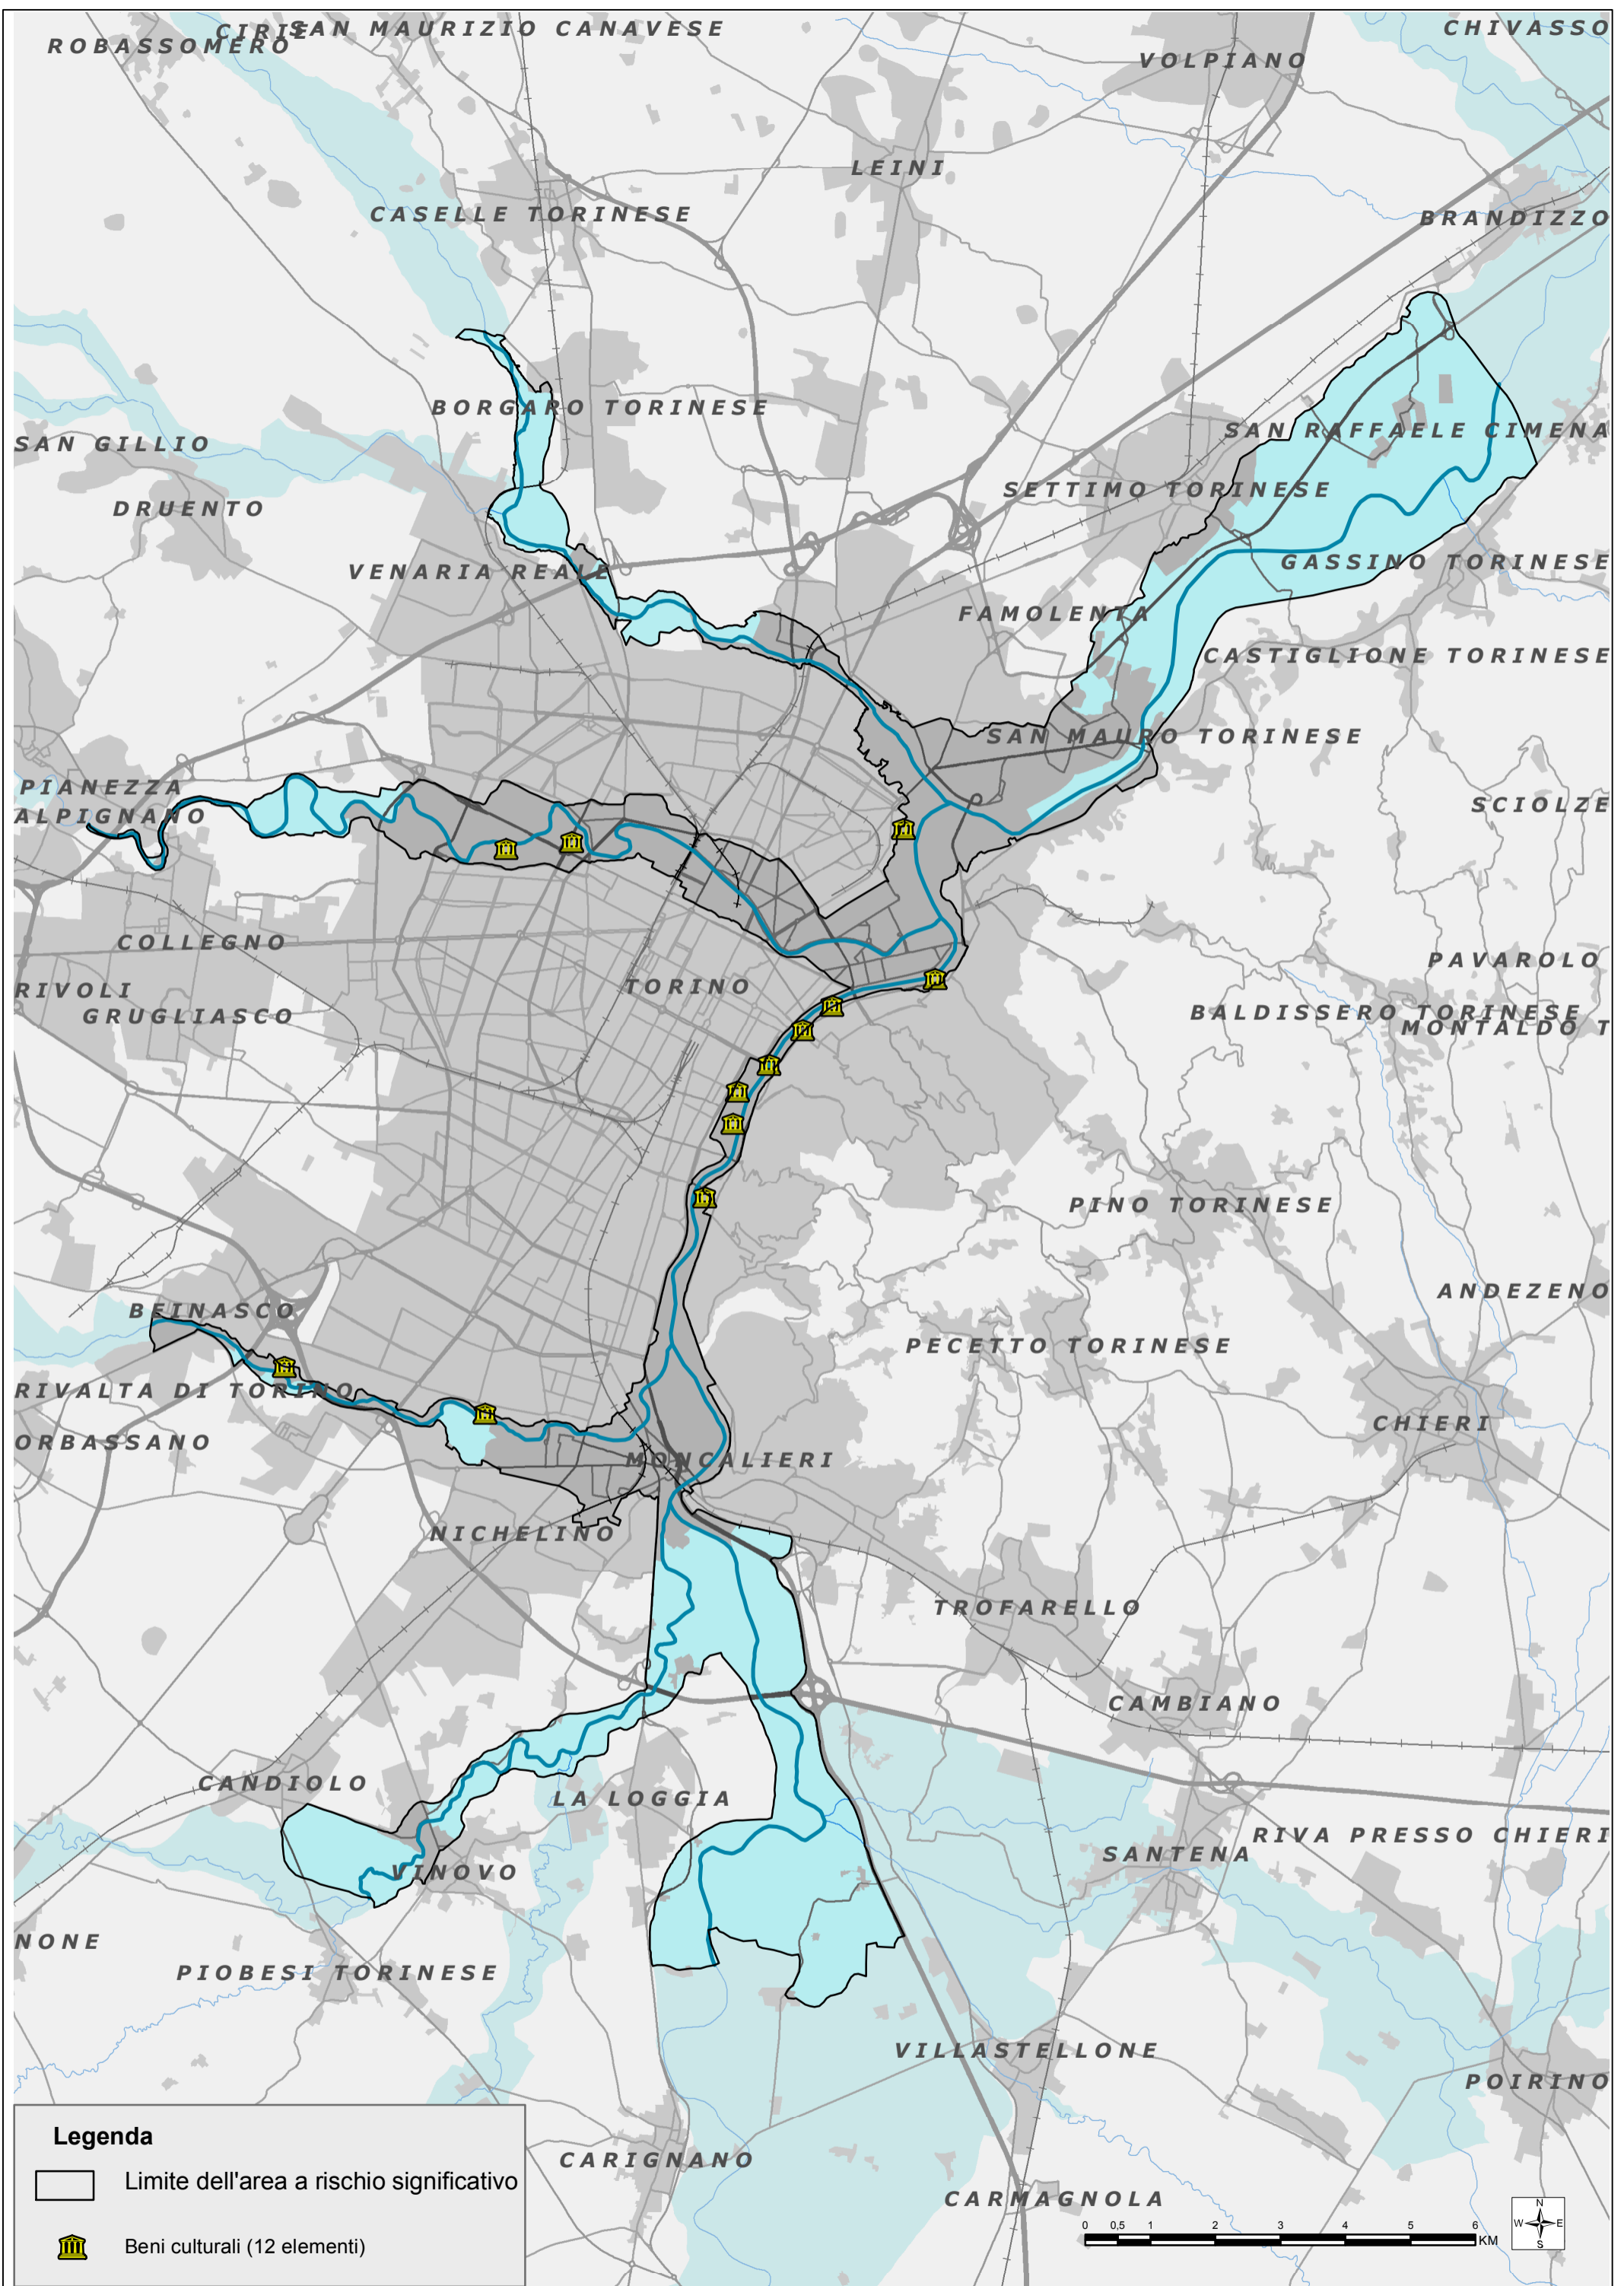 CIRIE
SAN MAURIZIO CANAVESE
CHIVASSO
ROBASSOMERO
VOLPIANO
LEINI
CASELLE TORINESE
BRANDIZZO
BORGARO TORINESE
SAN RAFFAELE CIMENA
SAN GILLIO
SETTIMO TORINESE
DRUENTO
GASSINO TORINESE
VENARIA REALE
FAMOLENTA
CASTIGLIONE TORINESE
SAN MAURO TORINESE
PIANEZZA
SCIOLZE
ALPIGNANO
COLLEGNO
PAVAROLO
TORINO
RIVOLI
BALDISSERO TORINESE
GRUGLIASCO
MONTALDO T
PINO TORINESE
ANDEZENO
BEINASCO
PECETTO TORINESE
RIVALTA DI TORINO
CHIERI
ORBASSANO
MONCALIERI
NICHELINO
TROFARELLO
CAMBIANO
CANDIOLO
LA LOGGIA
RIVA PRESSO CHIERI
SANTENA
VINOVO
NONE
PIOBESI TORINESE
VILLASTELLONE
POIRINO
CARIGNANO
CARMAGNOLA
Legenda
Limite dell'area a rischio significativo
Beni culturali (12 elementi)
0 0,5 1 2 3 4 5 6
KM
N
W E
S